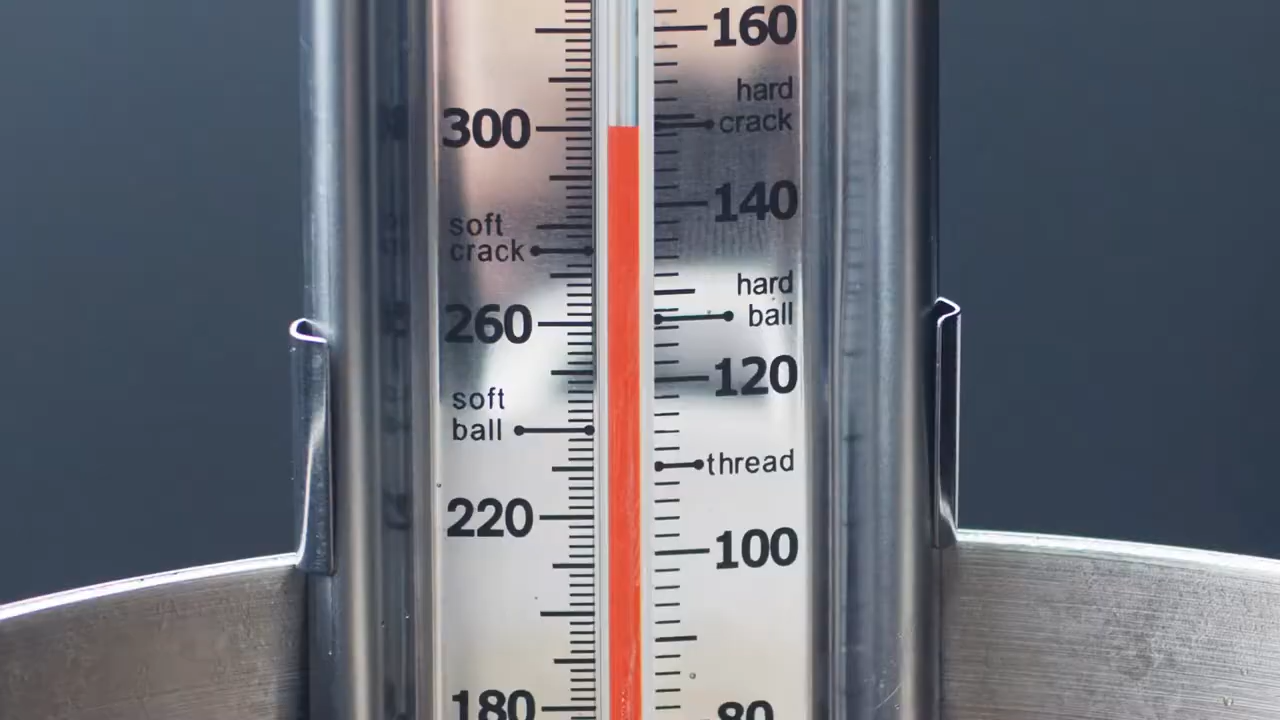 160
hard
crack
300
140
soft
crack
hard
ball
260
120
soft
ball
thread
220
100
180
80